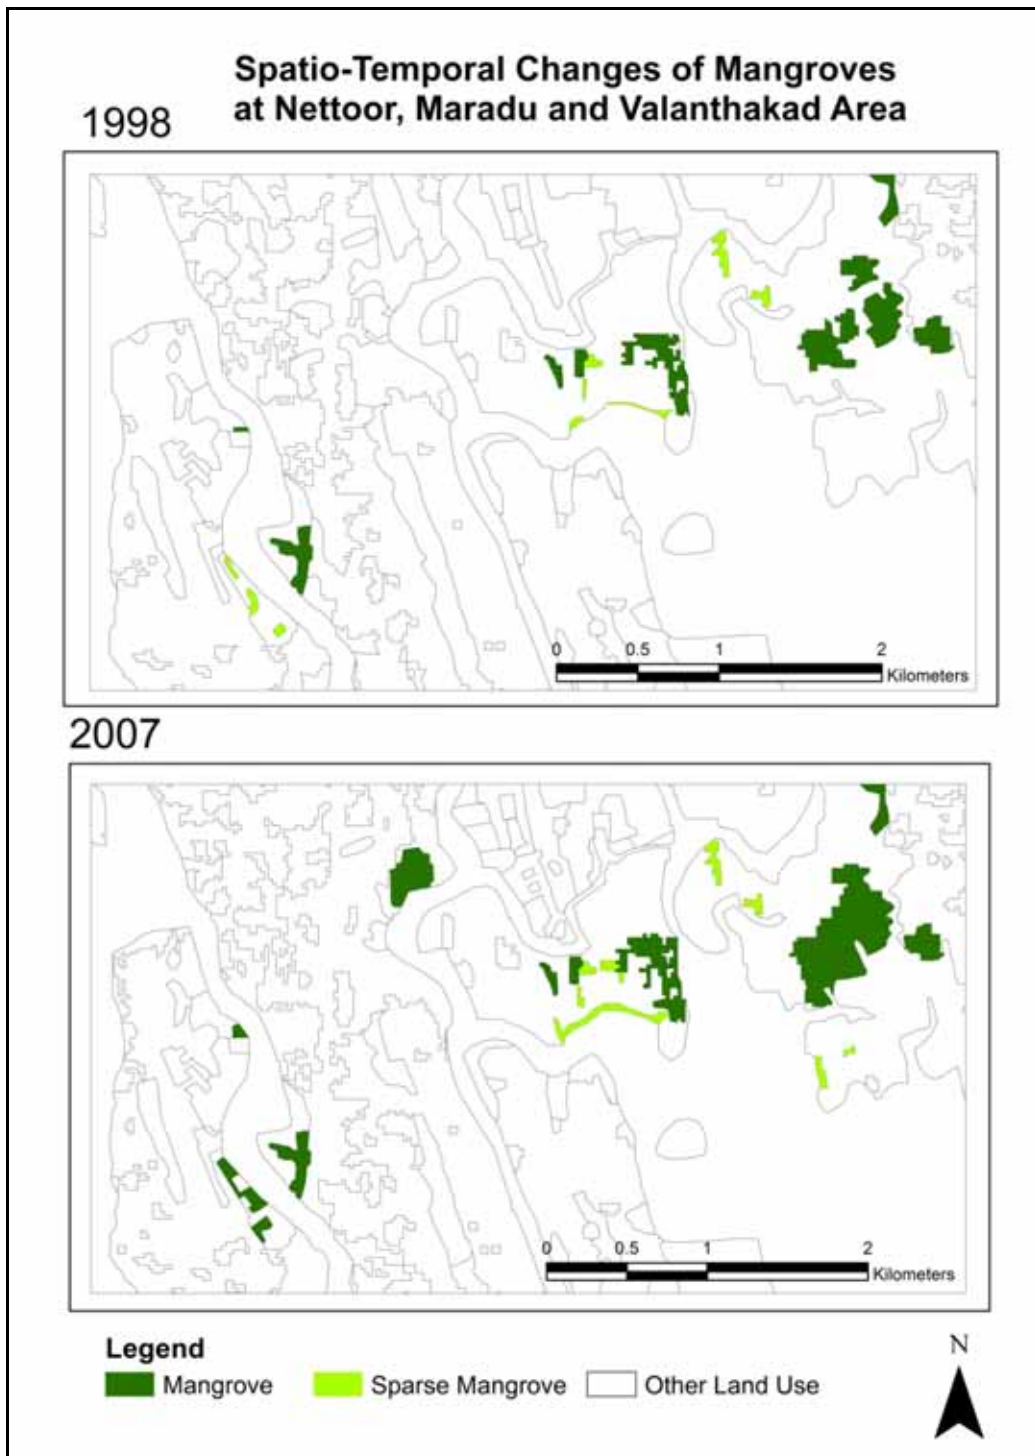 Spatio-Temporal Changes of Mangroves
at Nettoor, Maradu and Valanthakad Area
1998
0 0.5 1 2
Kilometers
2007
0 0.5 1 2
Kilometers
Legend
Mangrove Sparse Mangrove Other Land Use
N